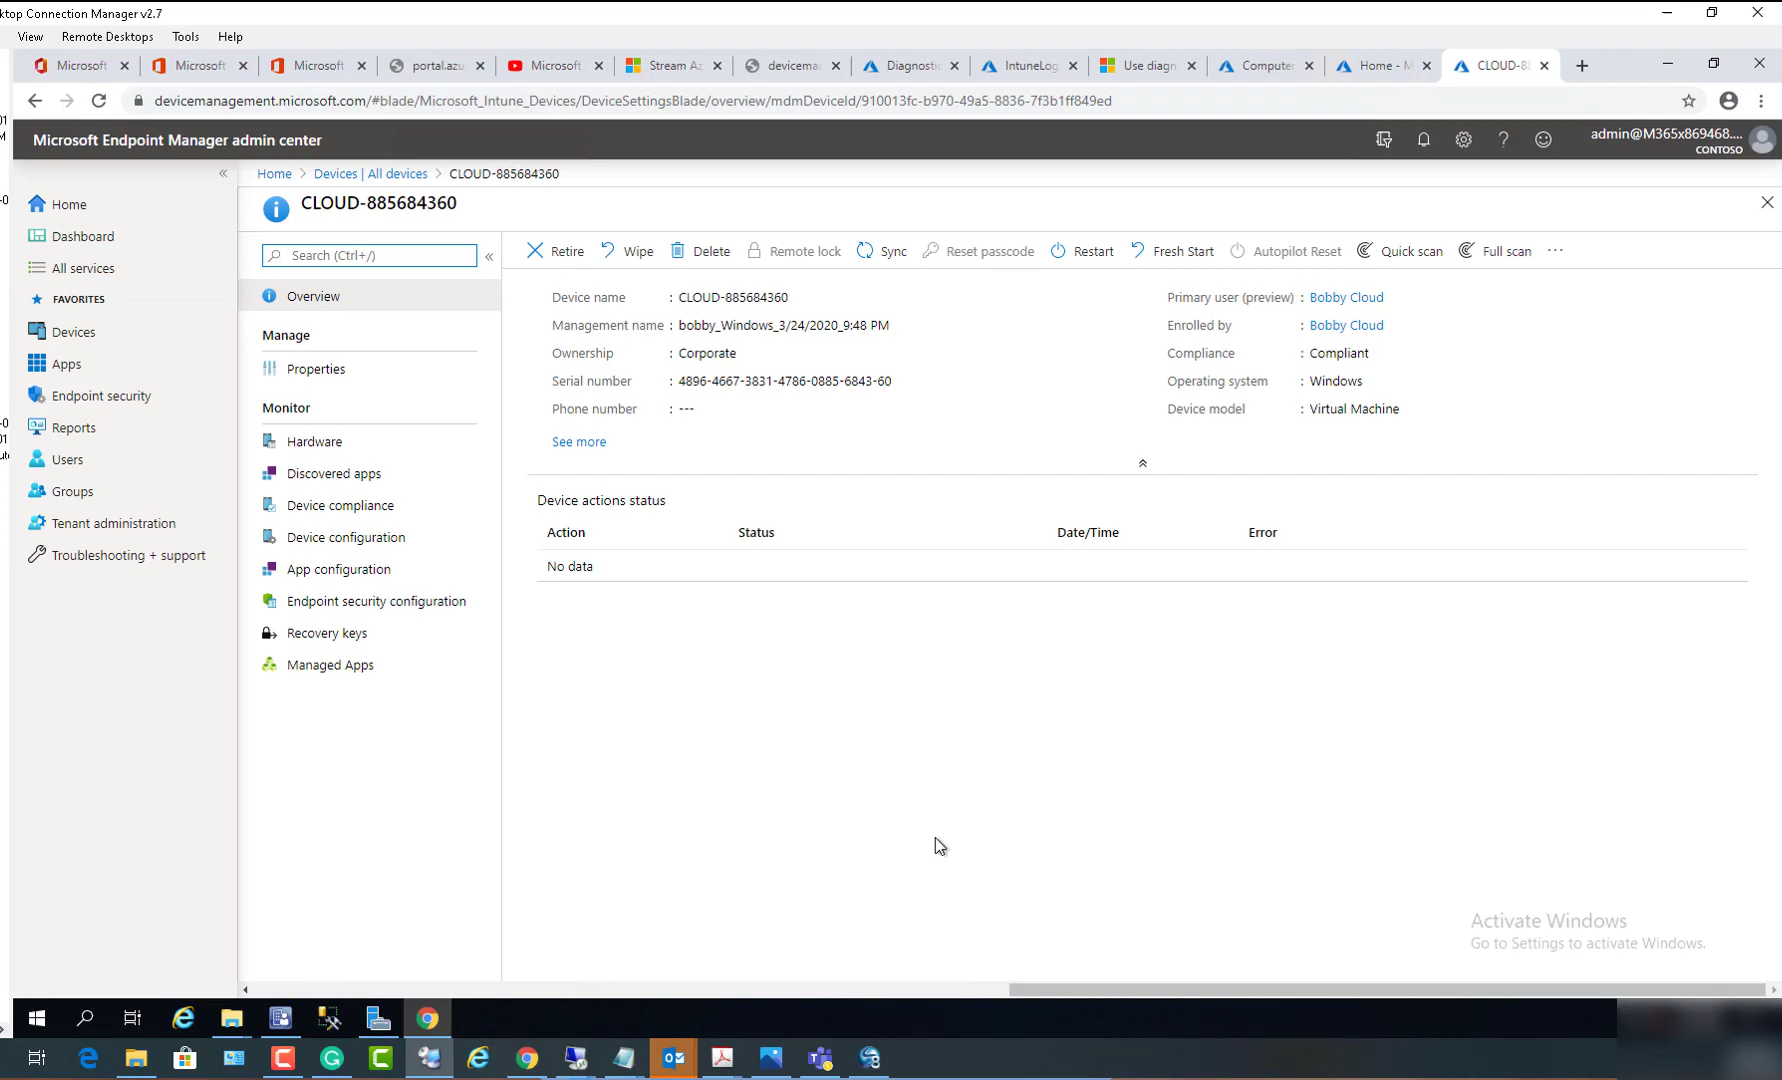 ktop Connection Manager v2.7
View Remote Desktops Tools Help
Microsoft Microsoft Microsoft portal.azu Microsoft Stream Az devicemar Diagnostic IntuneLog Use diagn Computer Home - M CLOUD-88
devicemanagement.microsoft.com/#blade/Microsoft_Intune_Devices/DeviceSettingsBlade/overview/mdmDeviceId/910013fc-b970-49a5-8836-7f3b1ff849ed
Microsoft Endpoint Manager admin center
admin@M365x869468....
CONTOSO
Home > Devices | All devices > CLOUD-885684360
CLOUD-885684360
Home
Dashboard
All services
FAVORITES
Devices
Apps
Endpoint security
Reports
Users
Groups
Tenant administration
Troubleshooting + support
Search (Ctrl+/)
Overview
Manage
Properties
Monitor
Hardware
Discovered apps
Device compliance
Device configuration
App configuration
Endpoint security configuration
Recovery keys
Managed Apps
Retire Wipe Delete Remote lock Sync Reset passcode Restart Fresh Start Autopilot Reset Quick scan Full scan ...
Device name : CLOUD-885684360
Management name : bobby_Windows_3/24/2020_9:48 PM
Ownership : Corporate
Serial number : 4896-4667-3831-4786-0885-6843-60
Phone number : ---
See more
Primary user (preview) : Bobby Cloud
Enrolled by : Bobby Cloud
Compliance : Compliant
Operating system : Windows
Device model : Virtual Machine
Device actions status
Action Status Date/Time Error
No data
Activate Windows
Go to Settings to activate Windows.